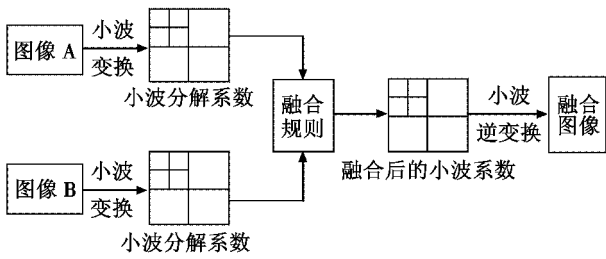 图像 A
小波
变换
小波分解系数
图像 B
小波
变换
小波分解系数
融合
规则
融合后的小波系数
小波
逆变换
融合
图像